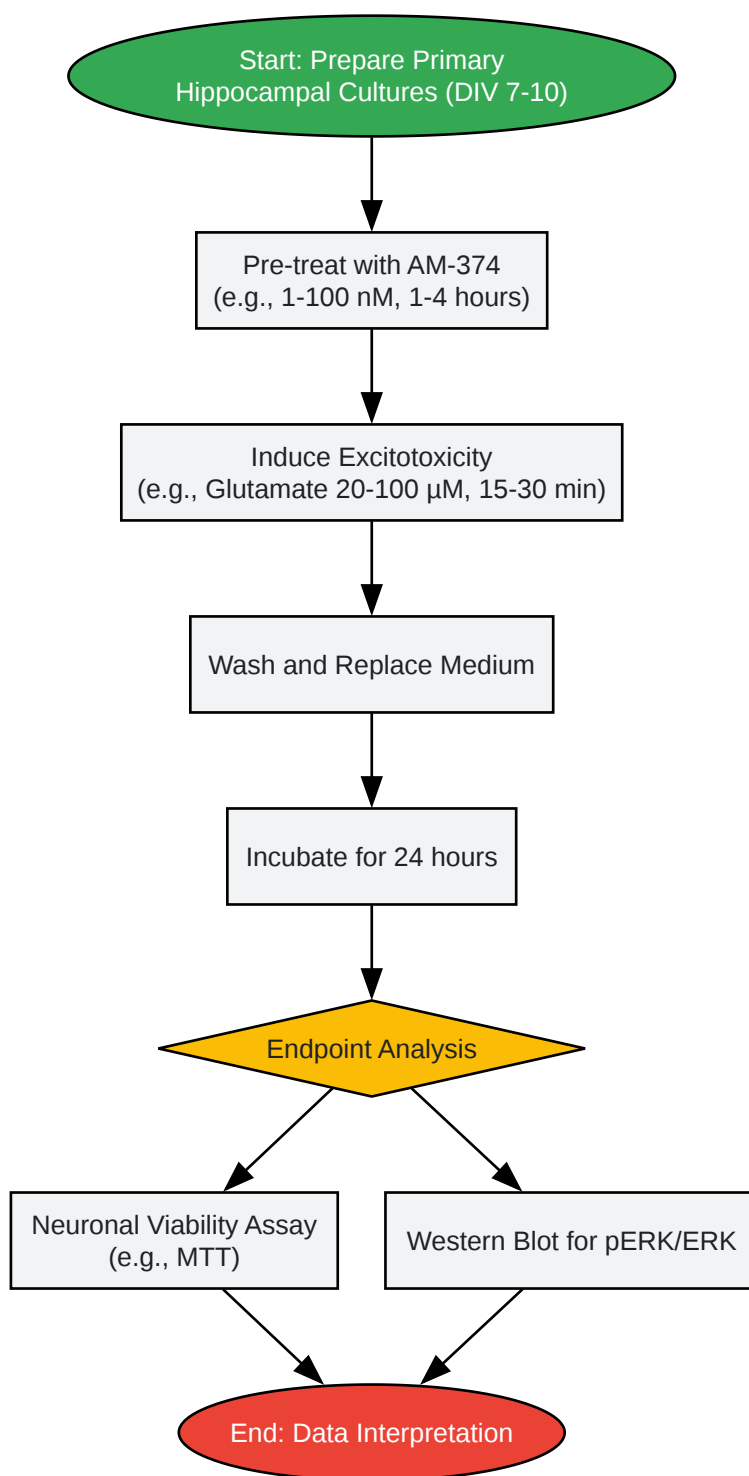 Start: Prepare Primary
Hippocampal Cultures (DIV 7-10)
Pre-treat with AM-374
(e.g., 1-100 nM, 1-4 hours)
Induce Excitotoxicity
(e.g., Glutamate 20-100 µM, 15-30 min)
Wash and Replace Medium
Incubate for 24 hours
Endpoint Analysis
Neuronal Viability Assay
(e.g., MTT)
Western Blot for pERK/ERK
End: Data Interpretation